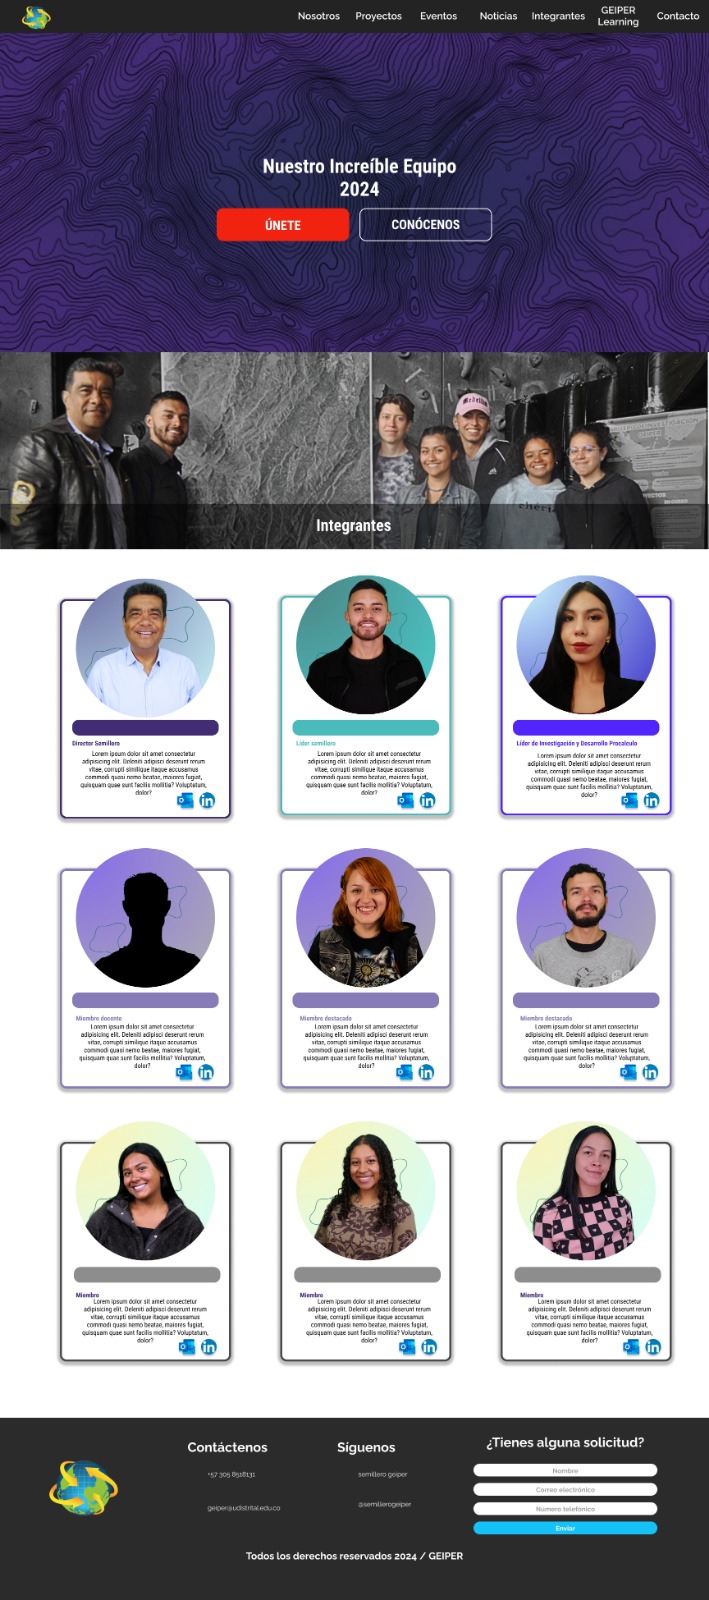 Nosotros
Proyectos
Eventos
Noticias
Integrantes
GEIPER
Learning
Contacto
Nuestro Increíble Equipo
2024
ÚNETE
CONÓCENOS
Medellín
Integrantes
Director Semillero
Lorem ipsum dolor sit amet consectetur
adipisicing elit. Deleniti adipisci deserunt rerum
vitae, corrupti similique itaque accusamus
commodi quasi nemo beatae, maiores fugiat,
quisquam quae sunt facilis mollitia? Voluptatum,
dolor?
Líder semillero
Lorem ipsum dolor sit amet consectetur
adipisicing elit. Deleniti adipisci deserunt rerum
vitae, corrupti similique itaque accusamus
commodi quasi nemo beatae, maiores fugiat,
quisquam quae sunt facilis mollitia? Voluptatum,
dolor?
Líder de Investigación y Desarrollo Procalculo
Lorem ipsum dolor sit amet consectetur
adipisicing elit. Deleniti adipisci deserunt rerum
vitae, corrupti similique itaque accusamus
commodi quasi nemo beatae, maiores fugiat,
quisquam quae sunt facilis mollitia? Voluptatum,
dolor?
Miembro docente
Lorem ipsum dolor sit amet consectetur
adipisicing elit. Deleniti adipisci deserunt rerum
vitae, corrupti similique itaque accusamus
commodi quasi nemo beatae, maiores fugiat,
quisquam quae sunt facilis mollitia? Voluptatum,
dolor?
Miembro destacado
Lorem ipsum dolor sit amet consectetur
adipisicing elit. Deleniti adipisci deserunt rerum
vitae, corrupti similique itaque accusamus
commodi quasi nemo beatae, maiores fugiat,
quisquam quae sunt facilis mollitia? Voluptatum,
dolor?
Miembro destacado
Lorem ipsum dolor sit amet consectetur
adipisicing elit. Deleniti adipisci deserunt rerum
vitae, corrupti similique itaque accusamus
commodi quasi nemo beatae, maiores fugiat,
quisquam quae sunt facilis mollitia? Voluptatum,
dolor?
Miembro
Lorem ipsum dolor sit amet consectetur
adipisicing elit. Deleniti adipisci deserunt rerum
vitae, corrupti similique itaque accusamus
commodi quasi nemo beatae, maiores fugiat,
quisquam quae sunt facilis mollitia? Voluptatum,
dolor?
Miembro
Lorem ipsum dolor sit amet consectetur
adipisicing elit. Deleniti adipisci deserunt rerum
vitae, corrupti similique itaque accusamus
commodi quasi nemo beatae, maiores fugiat,
quisquam quae sunt facilis mollitia? Voluptatum,
dolor?
Miembro
Lorem ipsum dolor sit amet consectetur
adipisicing elit. Deleniti adipisci deserunt rerum
vitae, corrupti similique itaque accusamus
commodi quasi nemo beatae, maiores fugiat,
quisquam quae sunt facilis mollitia? Voluptatum,
dolor?
Contáctenos
+57 305 8518131
geiper@udistrital.edu.co
Síguenos
semillero geiper
@semillerogeiper
¿Tienes alguna solicitud?
Nombre
Correo electrónico
Número telefónico
Enviar
Todos los derechos reservados 2024 / GEIPER